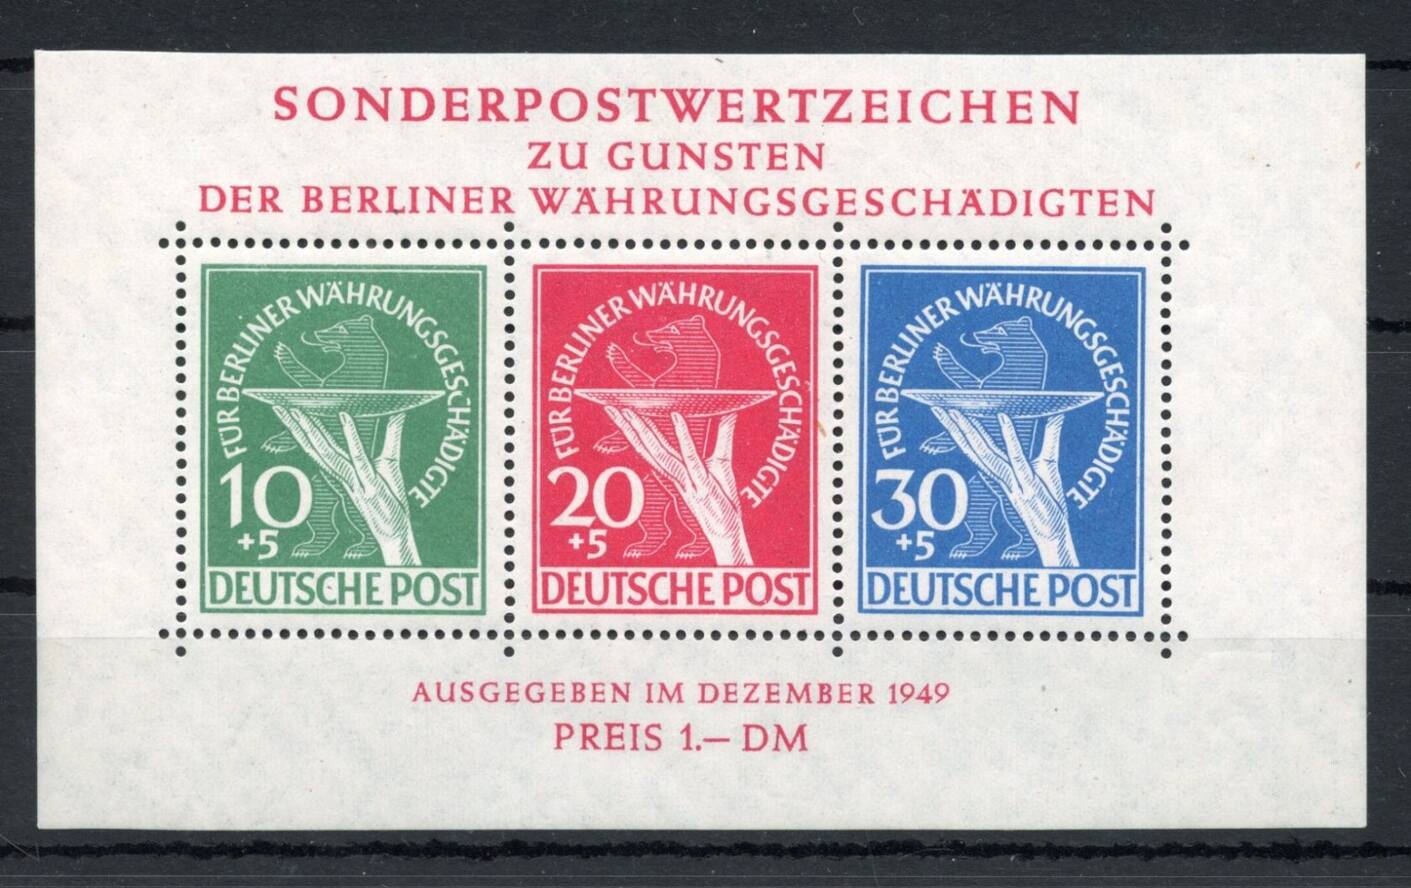 SONDERPOSTWERTZEICHEN
ZU GUNSTEN
DER BERLINER WÄHRUNGSGESCHÄDIGTEN
FÜR BERLINER WÄHRUNGSGESCHÄDIGTE
10
+5
DEUTSCHE POST
FÜR BERLINER WÄHRUNGSGESCHÄDIGTE
20
+5
DEUTSCHE POST
FÜR BERLINER WÄHRUNGSGESCHÄDIGTE
30
+5
DEUTSCHE POST
AUSGEGEBEN IM DEZEMBER 1949
PREIS 1.— DM